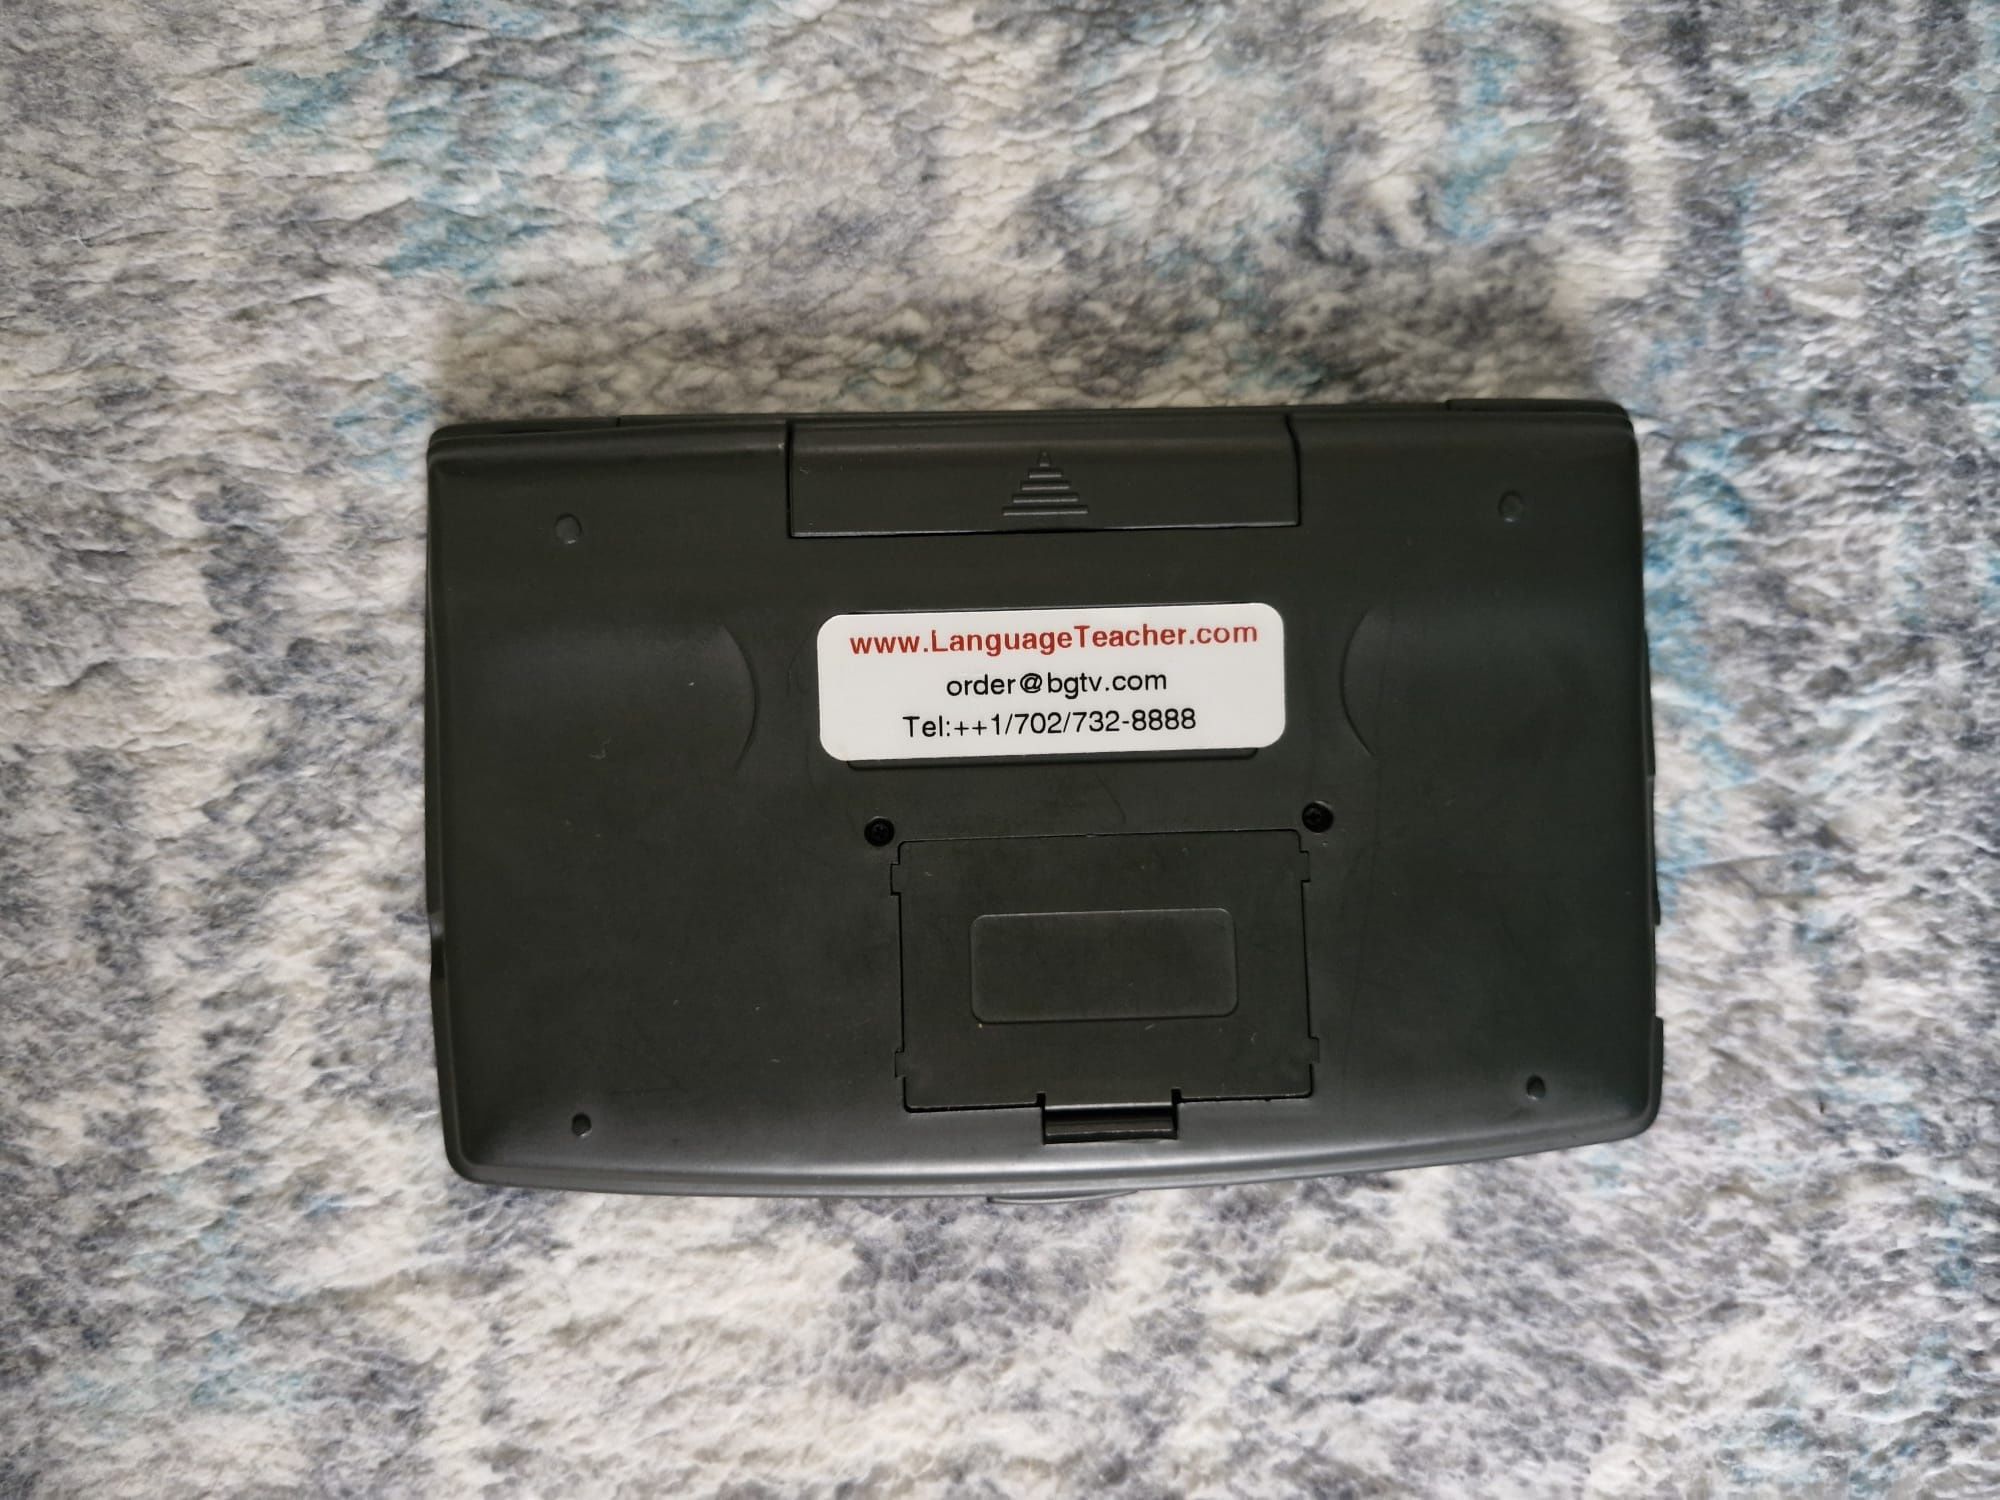 www.LanguageTeacher.com
order@bgtv.com
Tel:++1/702/732-8888